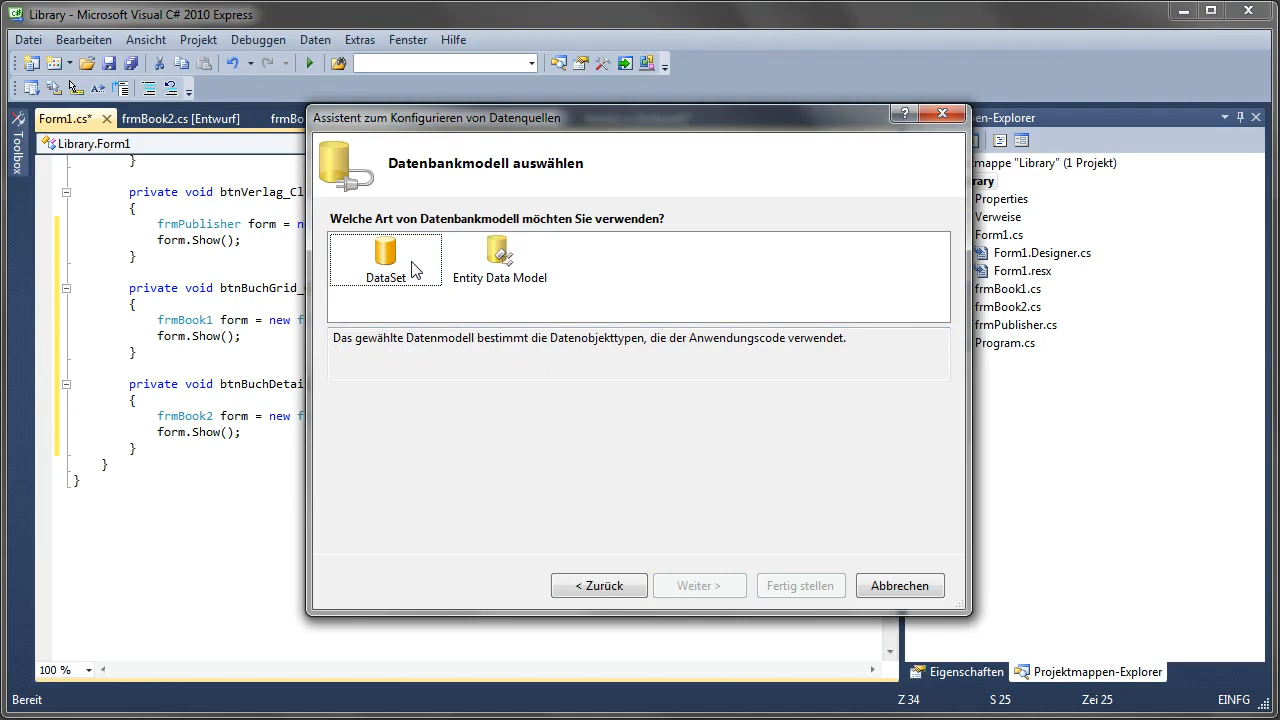 Library - Microsoft Visual C# 2010 Express
Datei Bearbeiten Ansicht Projekt Debuggen Daten Extras Fenster Hilfe
Form1.cs* frmBook2.cs [Entwurf] frmBo
Library.Form1
Toolbox
}
private void btnVerlag_Cl
{
frmPublisher form = n
form.Show();
}
private void btnBuchGrid_
{
frmBook1 form = new f
form.Show();
}
private void btnBuchDetai
{
frmBook2 form = new f
form.Show();
}
}
}
100 %
Assistent zum Konfigurieren von Datenquellen
Datenbankmodell auswählen
Welche Art von Datenbankmodell möchten Sie verwenden?
DataSet Entity Data Model
Das gewählte Datenmodell bestimmt die Datenobjekttypen, die der Anwendungscode verwendet.
< Zurück Weiter > Fertig stellen Abbrechen
en-Explorer
tmappe "Library" (1 Projekt)
rary
Properties
Verweise
Form1.cs
Form1.Designer.cs
Form1.resx
frmBook1.cs
frmBook2.cs
frmPublisher.cs
Program.cs
Eigenschaften Projektmappen-Explorer
Bereit Z 34 S 25 Zei 25 EINFG